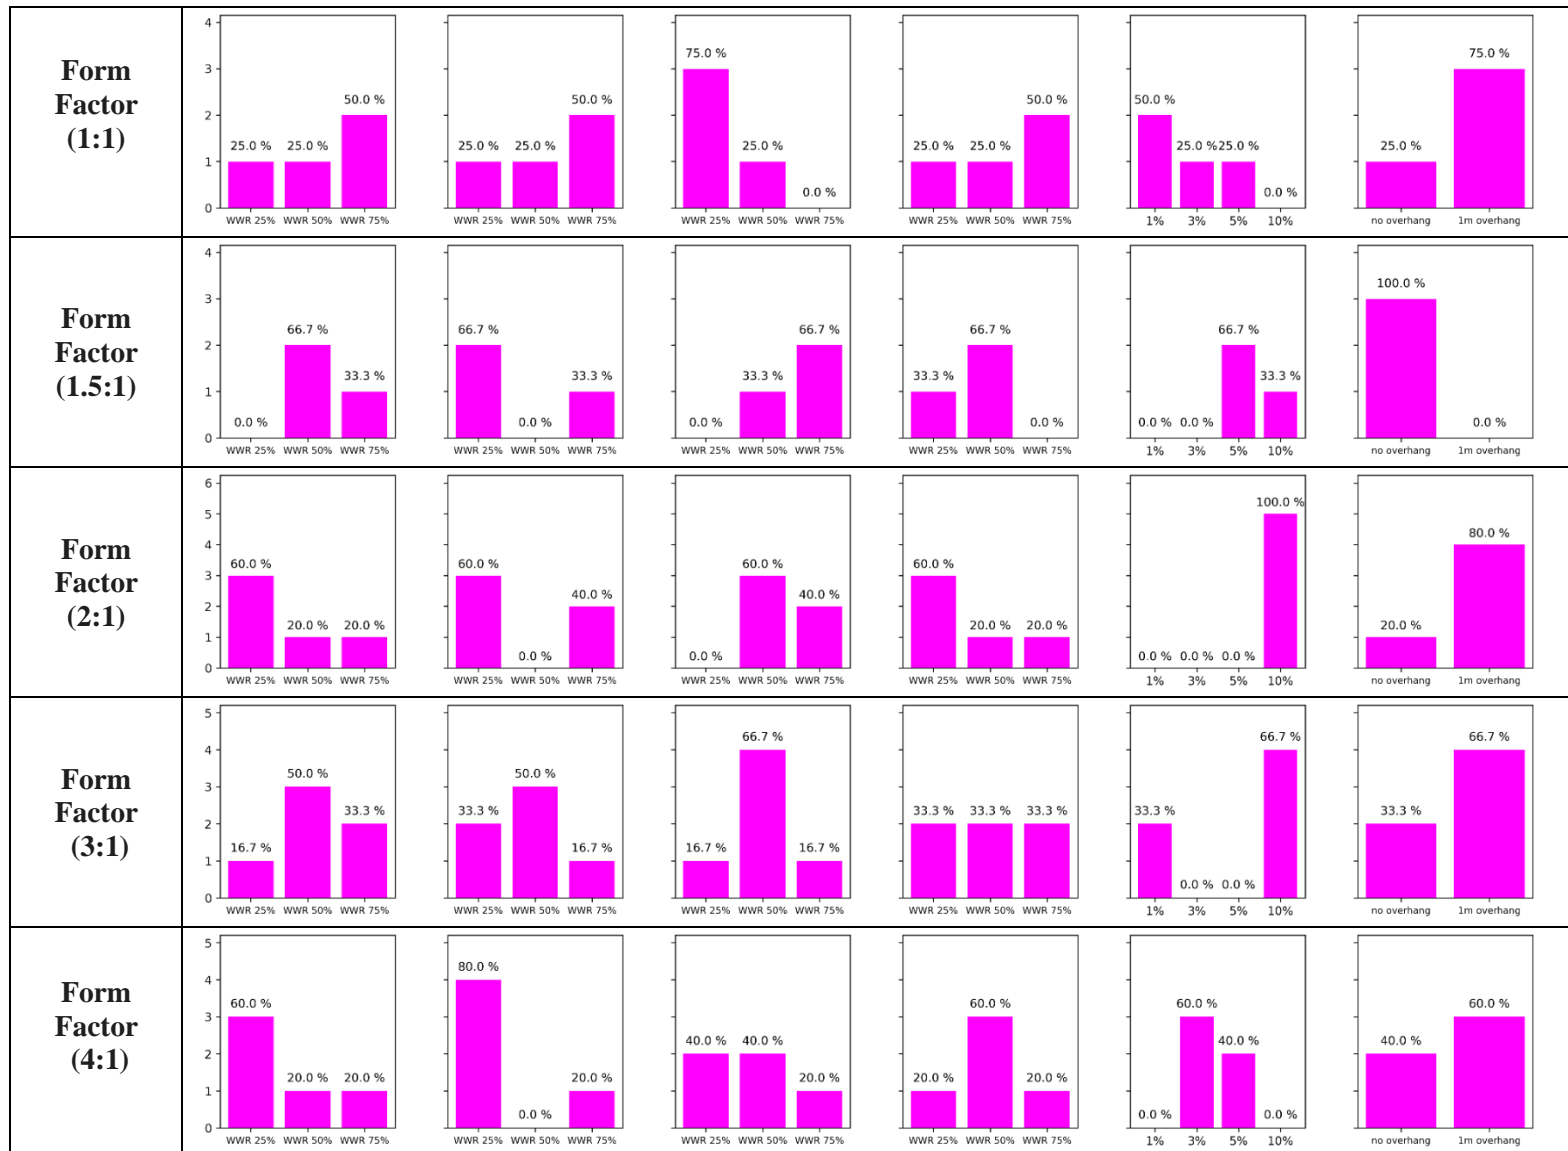 Form
Factor
(1:1)
4
3
2
1
0
25.0 % 25.0 % 50.0 %
WWR 25% WWR 50% WWR 75%
25.0 % 25.0 % 50.0 %
WWR 25% WWR 50% WWR 75%
75.0 % 25.0 % 0.0 %
WWR 25% WWR 50% WWR 75%
25.0 % 25.0 % 50.0 %
WWR 25% WWR 50% WWR 75%
50.0 % 25.0 % 25.0 % 0.0 %
1% 3% 5% 10%
25.0 % 75.0 %
no overhang 1m overhang
Form
Factor
(1.5:1)
4
3
2
1
0
0.0 % 66.7 % 33.3 %
WWR 25% WWR 50% WWR 75%
66.7 % 0.0 % 33.3 %
WWR 25% WWR 50% WWR 75%
0.0 % 33.3 % 66.7 %
WWR 25% WWR 50% WWR 75%
33.3 % 66.7 % 0.0 %
WWR 25% WWR 50% WWR 75%
0.0 % 0.0 % 66.7 % 33.3 %
1% 3% 5% 10%
100.0 % 0.0 %
no overhang 1m overhang
Form
Factor
(2:1)
6
5
4
3
2
1
0
60.0 % 20.0 % 20.0 %
WWR 25% WWR 50% WWR 75%
60.0 % 0.0 % 40.0 %
WWR 25% WWR 50% WWR 75%
0.0 % 60.0 % 40.0 %
WWR 25% WWR 50% WWR 75%
60.0 % 20.0 % 20.0 %
WWR 25% WWR 50% WWR 75%
0.0 % 0.0 % 0.0 % 100.0 %
1% 3% 5% 10%
20.0 % 80.0 %
no overhang 1m overhang
Form
Factor
(3:1)
5
4
3
2
1
0
16.7 % 50.0 % 33.3 %
WWR 25% WWR 50% WWR 75%
33.3 % 50.0 % 16.7 %
WWR 25% WWR 50% WWR 75%
16.7 % 66.7 % 16.7 %
WWR 25% WWR 50% WWR 75%
33.3 % 33.3 % 33.3 %
WWR 25% WWR 50% WWR 75%
33.3 % 0.0 % 0.0 % 66.7 %
1% 3% 5% 10%
33.3 % 66.7 %
no overhang 1m overhang
Form
Factor
(4:1)
5
4
3
2
1
0
60.0 % 20.0 % 20.0 %
WWR 25% WWR 50% WWR 75%
80.0 % 0.0 % 20.0 %
WWR 25% WWR 50% WWR 75%
40.0 % 40.0 % 20.0 %
WWR 25% WWR 50% WWR 75%
20.0 % 60.0 % 20.0 %
WWR 25% WWR 50% WWR 75%
0.0 % 60.0 % 40.0 % 0.0 %
1% 3% 5% 10%
40.0 % 60.0 %
no overhang 1m overhang